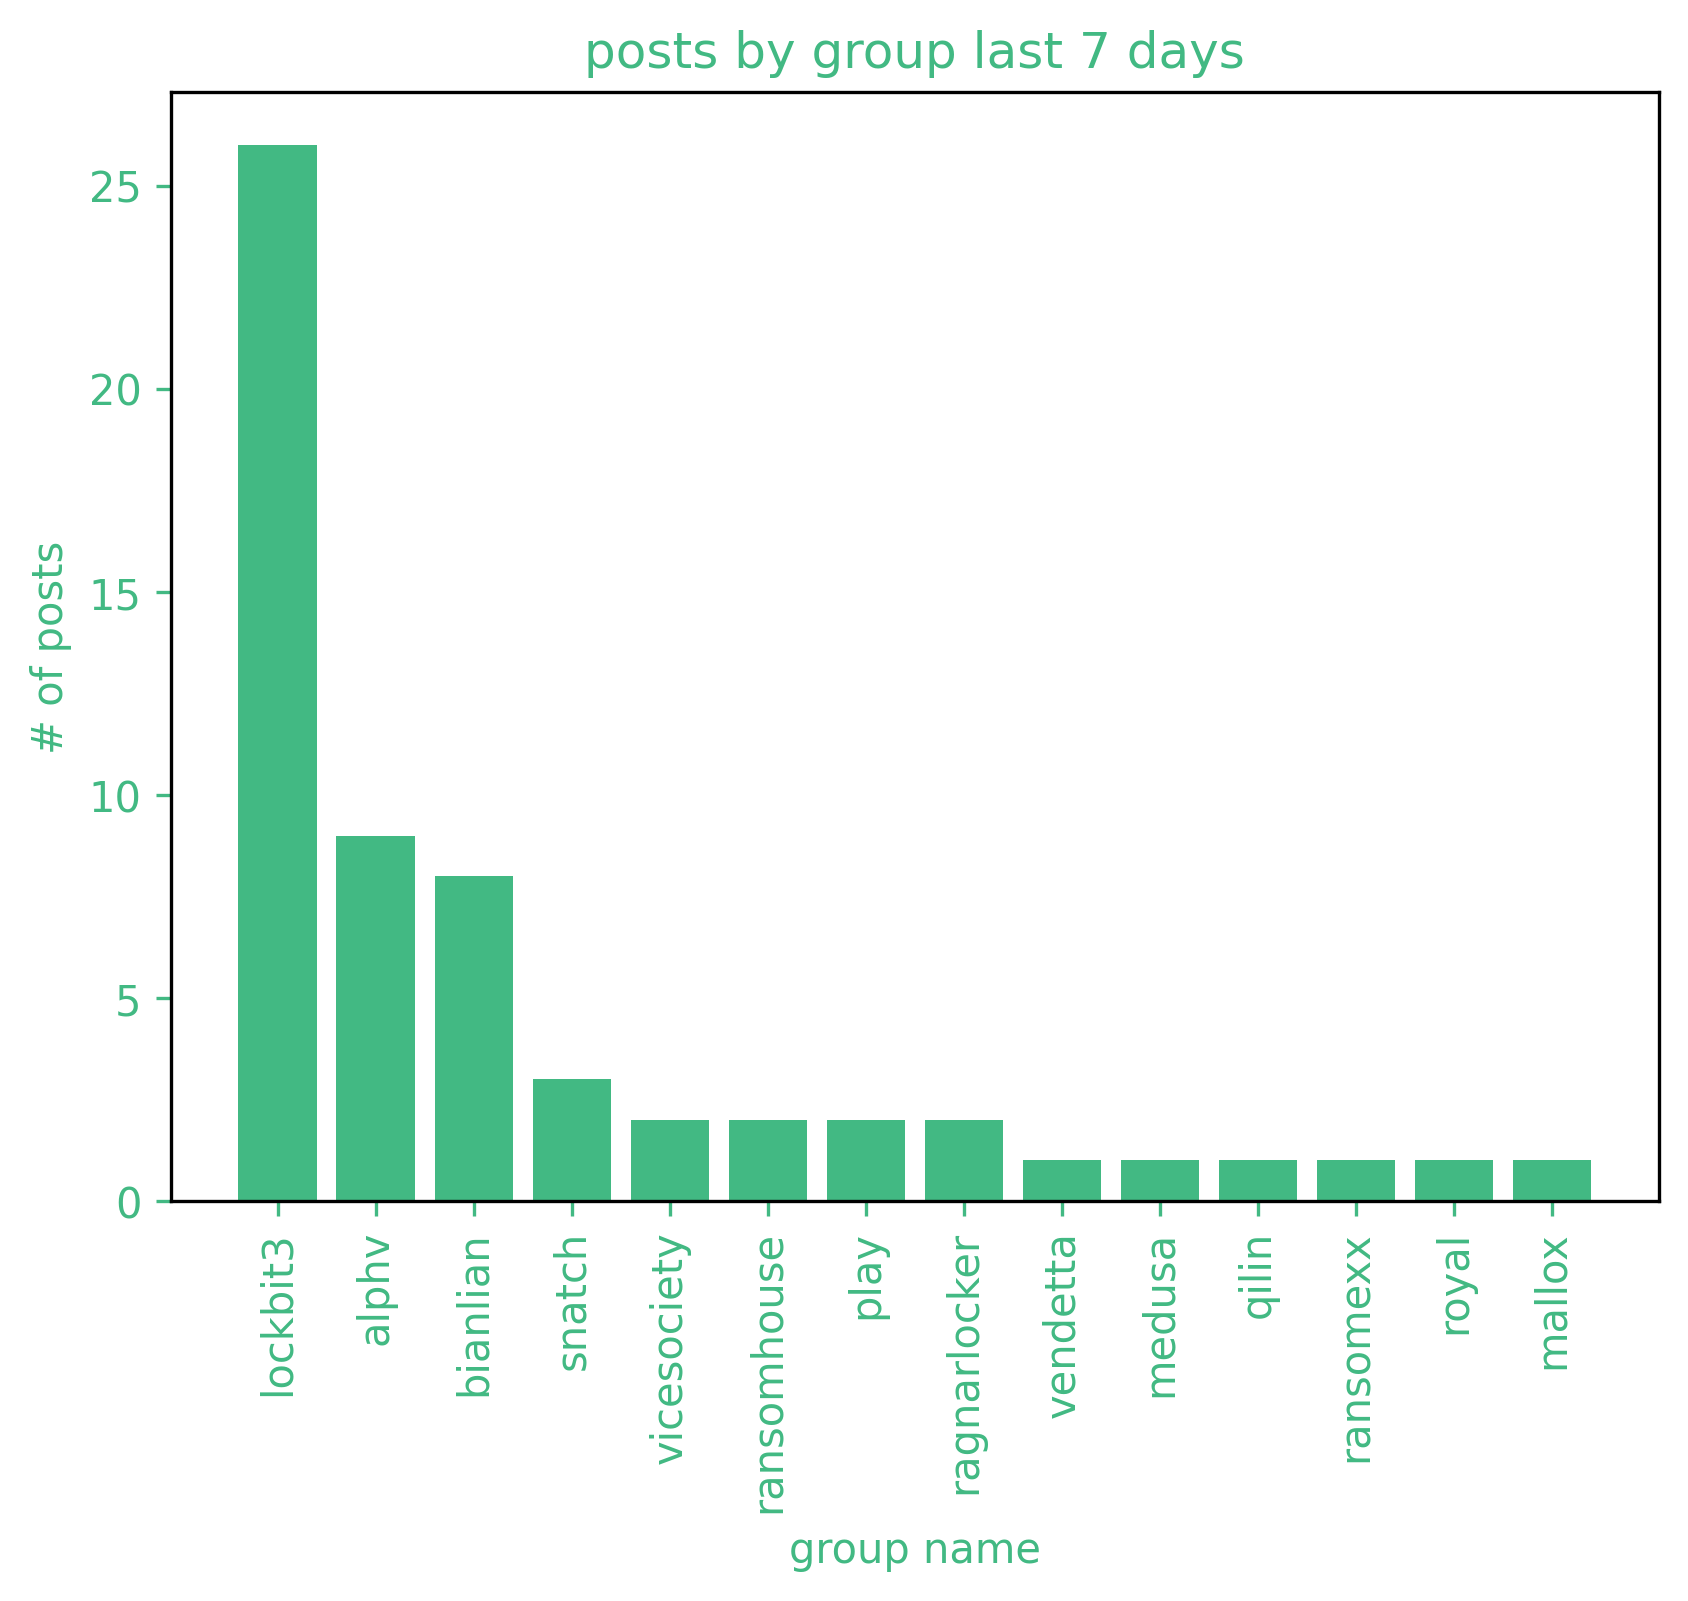 posts by group last 7 days
# of posts
25
20
15
10
5
0
lockbit3
alphv
bianlian
snatch
vicesociety
ransomhouse
play
ragnarlocker
vendetta
medusa
qilin
ransomexx
royal
mallox
group name